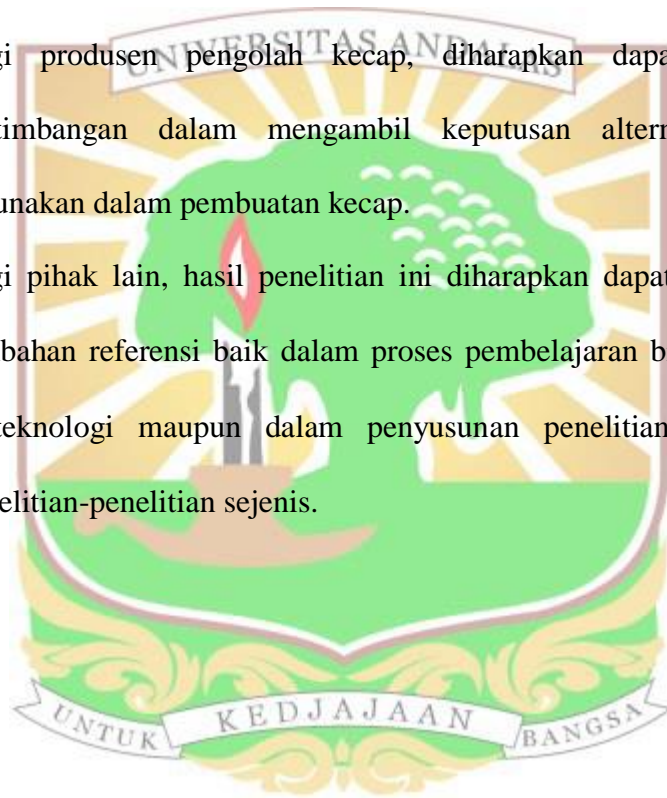 UNIVERSITAS ANDALAS
gi produsen pengolah kecap, diharapkan dapa
timbangan dalam mengambil keputusan altern
unakan dalam pembuatan kecap.
gi pihak lain, hasil penelitian ini diharapkan dapat
bahan referensi baik dalam proses pembelajaran b
teknologi maupun dalam penyusunan penelitian
elitian-penelitian sejenis.
UNTUK KEDJAJAAN BANGSA